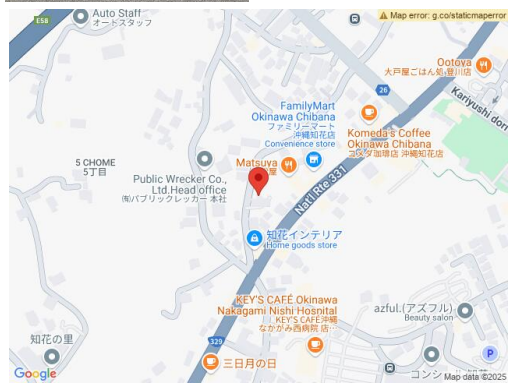 Auto Staff
オートスタッフ
E58
Map error: g.co/staticmaperror
Ootoya
大戸屋ごはん処 登川店
26
Kariyushi dom
FamilyMart
Okinawa Chibana
ファミリーマート
沖縄知花店
Convenience store
Komeda's Coffee
Okinawa Chibana
コメダ珈琲店 沖縄知花店
5 CHOME
5丁目
Matsuya
屋
Public Wrecker Co.,
Ltd.Head office
㈲パブリックレッカー 本社
Nat'l Rte 331
知花インテリア
Home goods store
KEY'S CAFÉ Okinawa
Nakagami Nishi Hospital
KEY'S CAFE沖縄
なかがみ西病院 店…
azful.(アズフル)
Beauty salon
329
知花の里
三日月の日
コンシ
Google
Map data ©2025